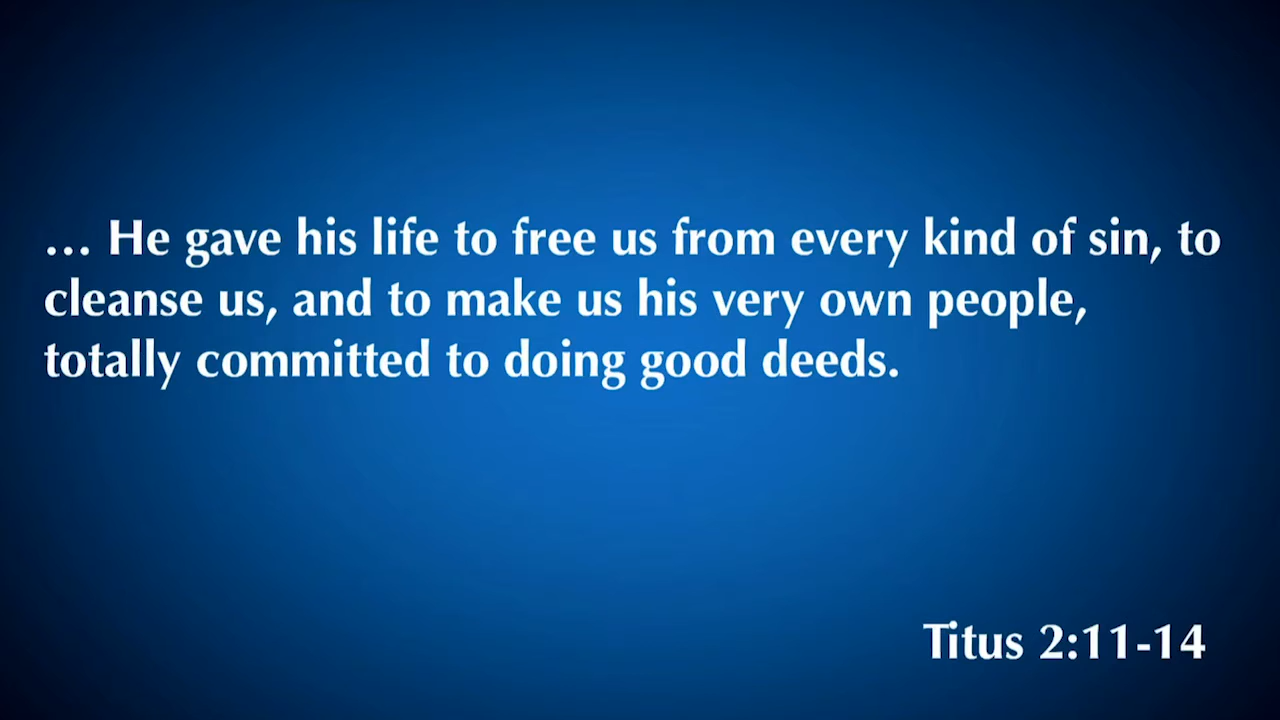 ... He gave his life to free us from every kind of sin, to
cleanse us, and to make us his very own people,
totally committed to doing good deeds.
Titus 2:11-14